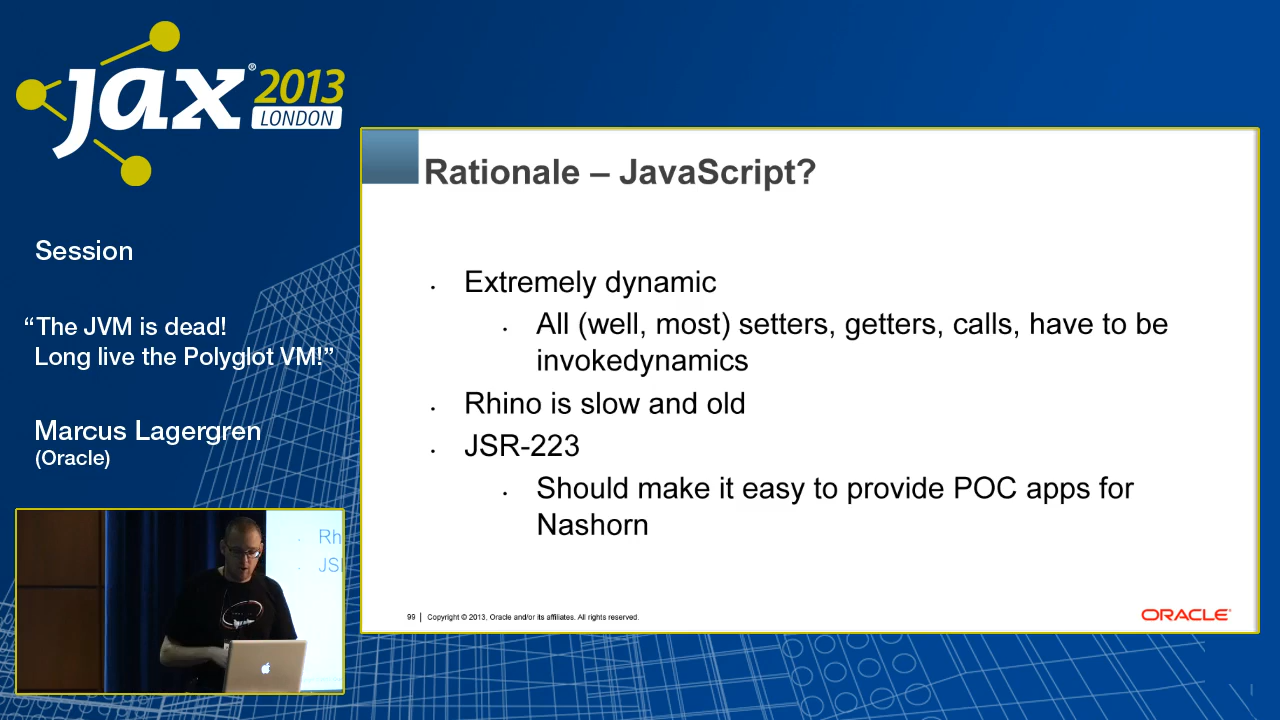 jax® 2013
LONDON
Session
“The JVM is dead!
Long live the Polyglot VM!”
Marcus Lagergren
(Oracle)
Rationale – JavaScript?
• Extremely dynamic
• All (well, most) setters, getters, calls, have to be
invokedynamics
• Rhino is slow and old
• JSR-223
• Should make it easy to provide POC apps for
Nashorn
99 | Copyright © 2013, Oracle and/or its affiliates. All rights reserved.
ORACLE®
Rh
JS